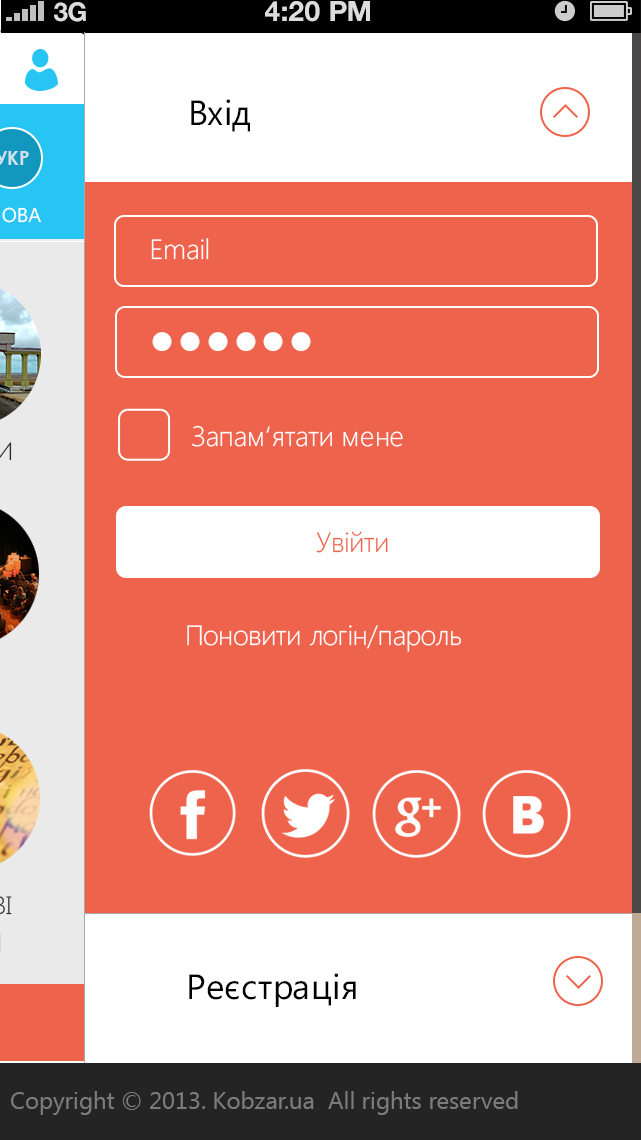 3G 4:20 PM
УКР
ОВА
И
ВІ
Вхід
Email
Запам‘ятати мене
Увійти
Поновити логін/пароль
f g+ B
Реєстрація
Copyright © 2013. Kobzar.ua All rights reserved